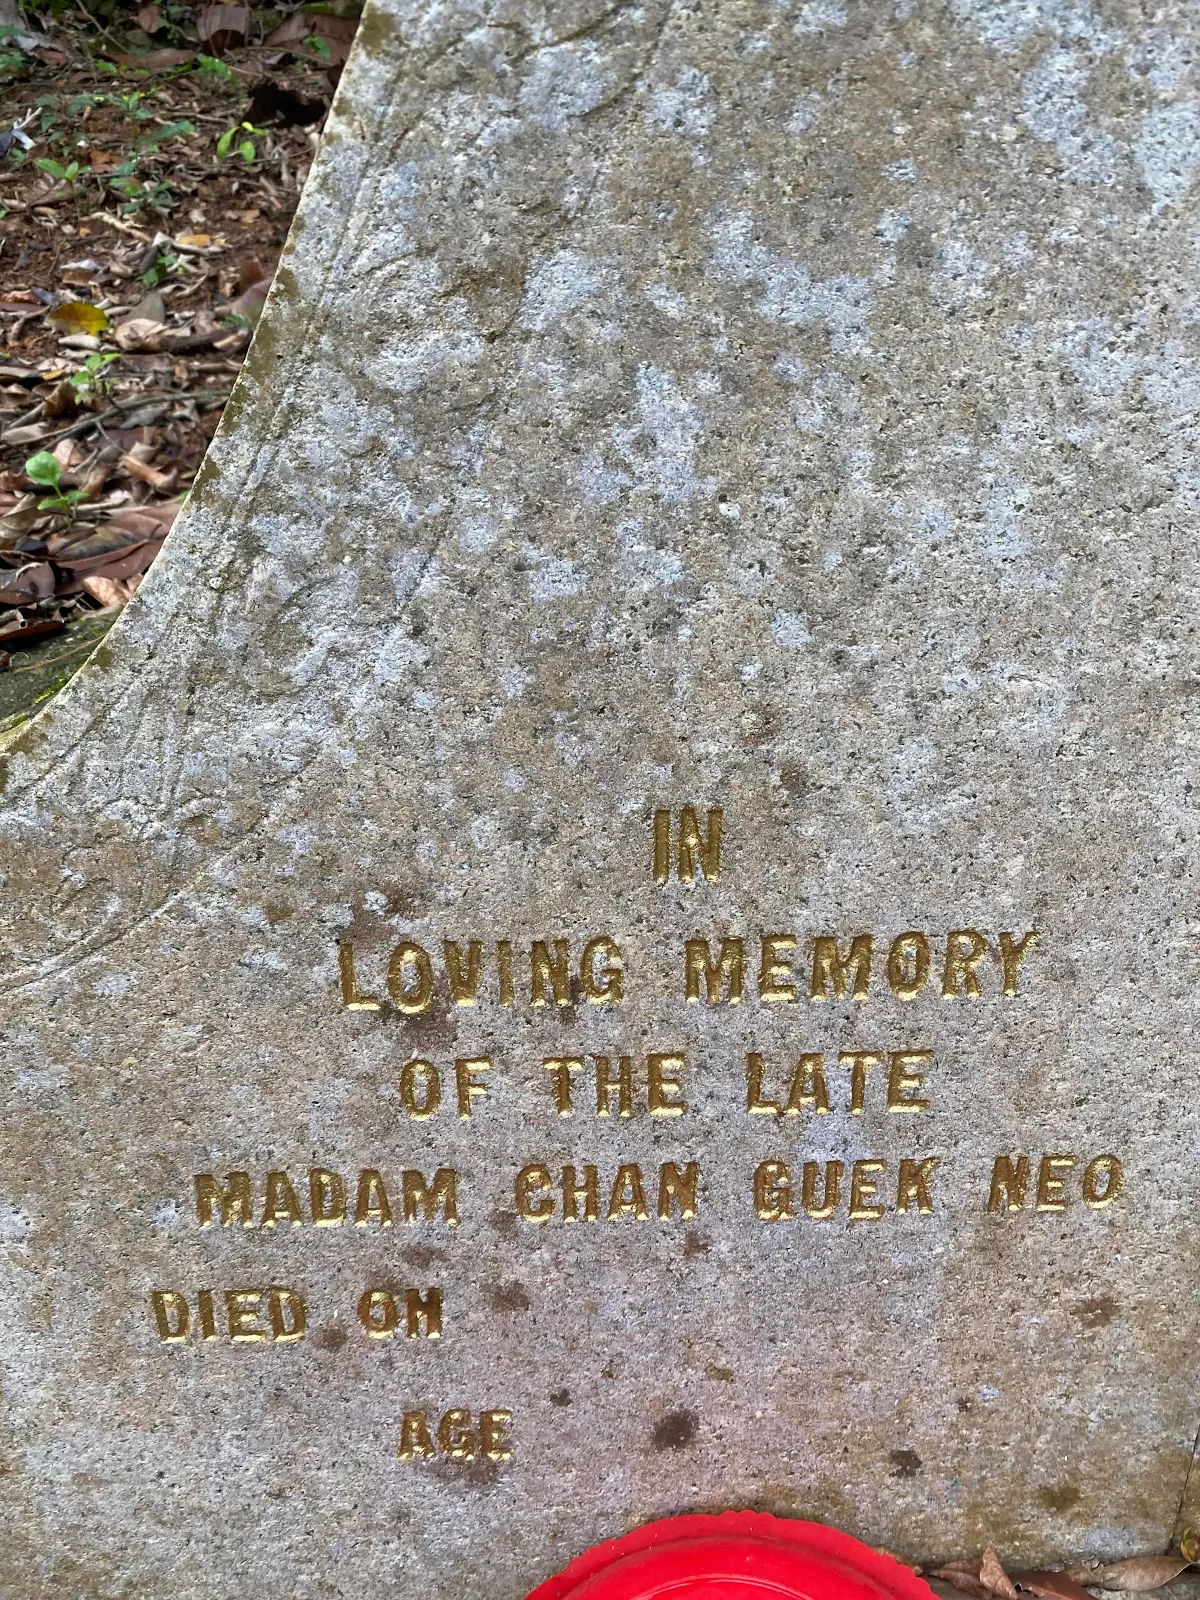 IN
LOVING MEMORY
OF THE LATE
MADAM CHAN GUEK NEO
DIED ON
AGE